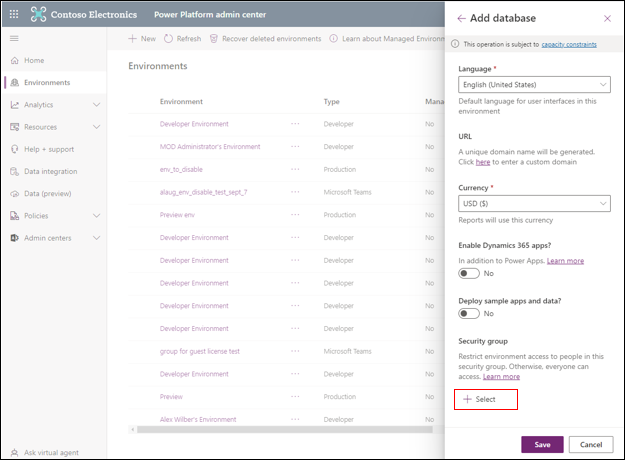 Contoso Electronics
Power Platform admin center
Home
Environments
Analytics
Resources
Help + support
Data integration
Data (preview)
Policies
Admin centers
Ask virtual agent
+ New
Refresh
Recover deleted environments
Learn about Managed Environm
Environments
Environment Type Mana
Developer Environment ··· Developer No
MOD Administrator's Environment ··· Developer No
env_to_disable ··· Production No
alaug_env_disable_test_sept_7 ··· Microsoft Teams No
Preview env ··· Production No
Developer Environment ··· Developer No
Developer Environment ··· Developer No
Developer Environment ··· Developer No
Developer Environment ··· Developer No
Developer Environment ··· Developer No
group for guest license test ··· Microsoft Teams No
Developer Environment ··· Developer No
Preview ··· Production No
Alex Wilber's Environment ··· Developer No
Add database
This operation is subject to capacity constraints
Language *
English (United States)
Default language for user interfaces in this
environment
URL
A unique domain name will be generated.
Click here to enter a custom domain
Currency *
USD ($)
Reports will use this currency
Enable Dynamics 365 apps?
In addition to Power Apps. Learn more
No
Deploy sample apps and data?
No
Security group
Restrict environment access to people in this
security group. Otherwise, everyone can
access. Learn more
+ Select
Save
Cancel